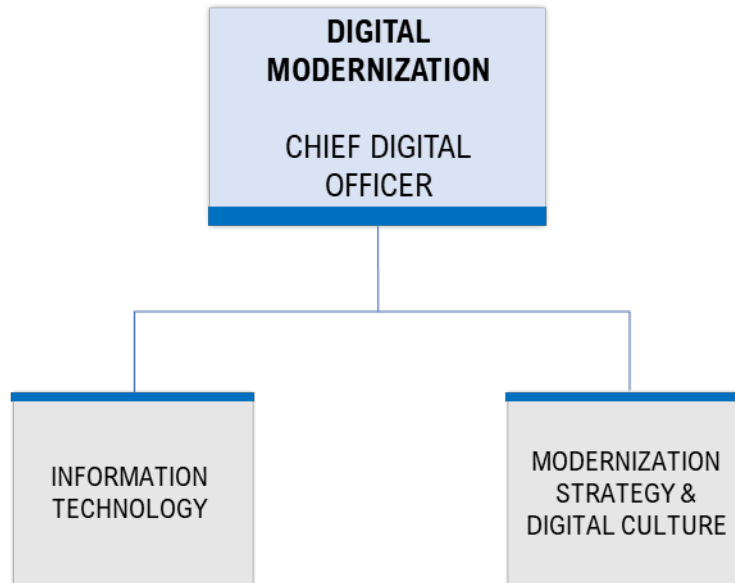 DIGITAL
MODERNIZATION
CHIEF DIGITAL
OFFICER
INFORMATION
TECHNOLOGY
MODERNIZATION
STRATEGY &
DIGITAL CULTURE